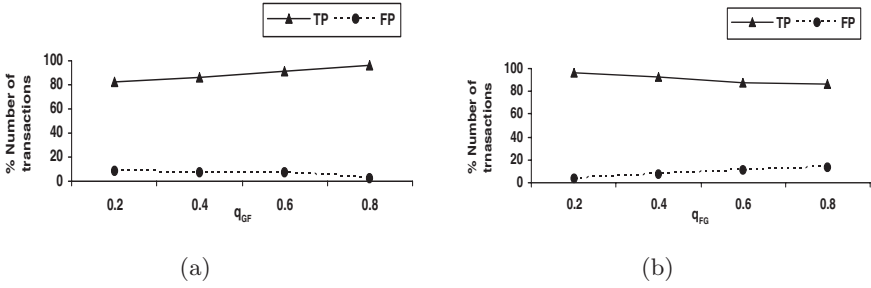 TP FP
% Number of
transactions
100
80
60
40
20
0
0.2 0.4 0.6 0.8
qGF
(a)
TP FP
% Number of
trnasactions
100
80
60
40
20
0
0.2 0.4 0.6 0.8
qFG
(b)